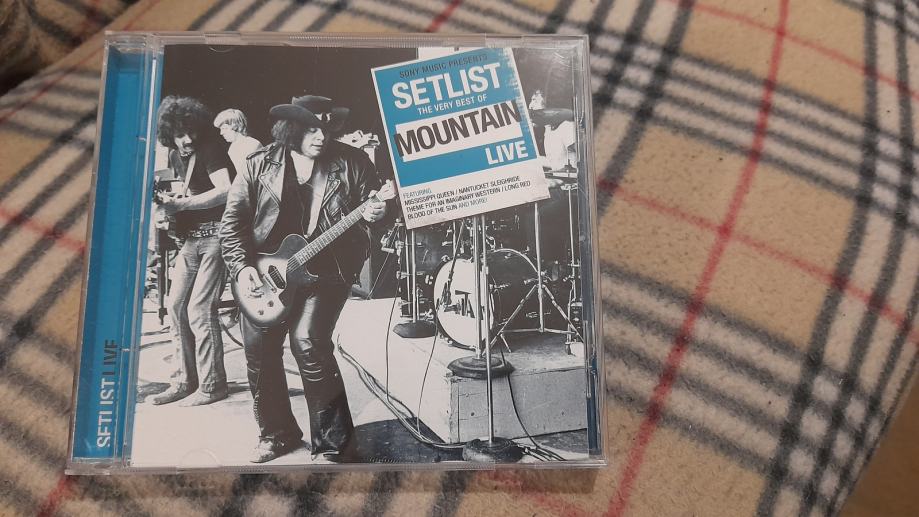 SONY MUSIC PRESENTS
SETLIST
THE VERY BEST OF
MOUNTAIN
LIVE
FEATURING
MISSISSIPPI QUEEN / NANTUCKET SLEIGHRIDE
THEME FOR AN IMAGINARY WESTERN / LONG RED
BLOOD OF THE SUN AND MORE!
SETLIST LIVE